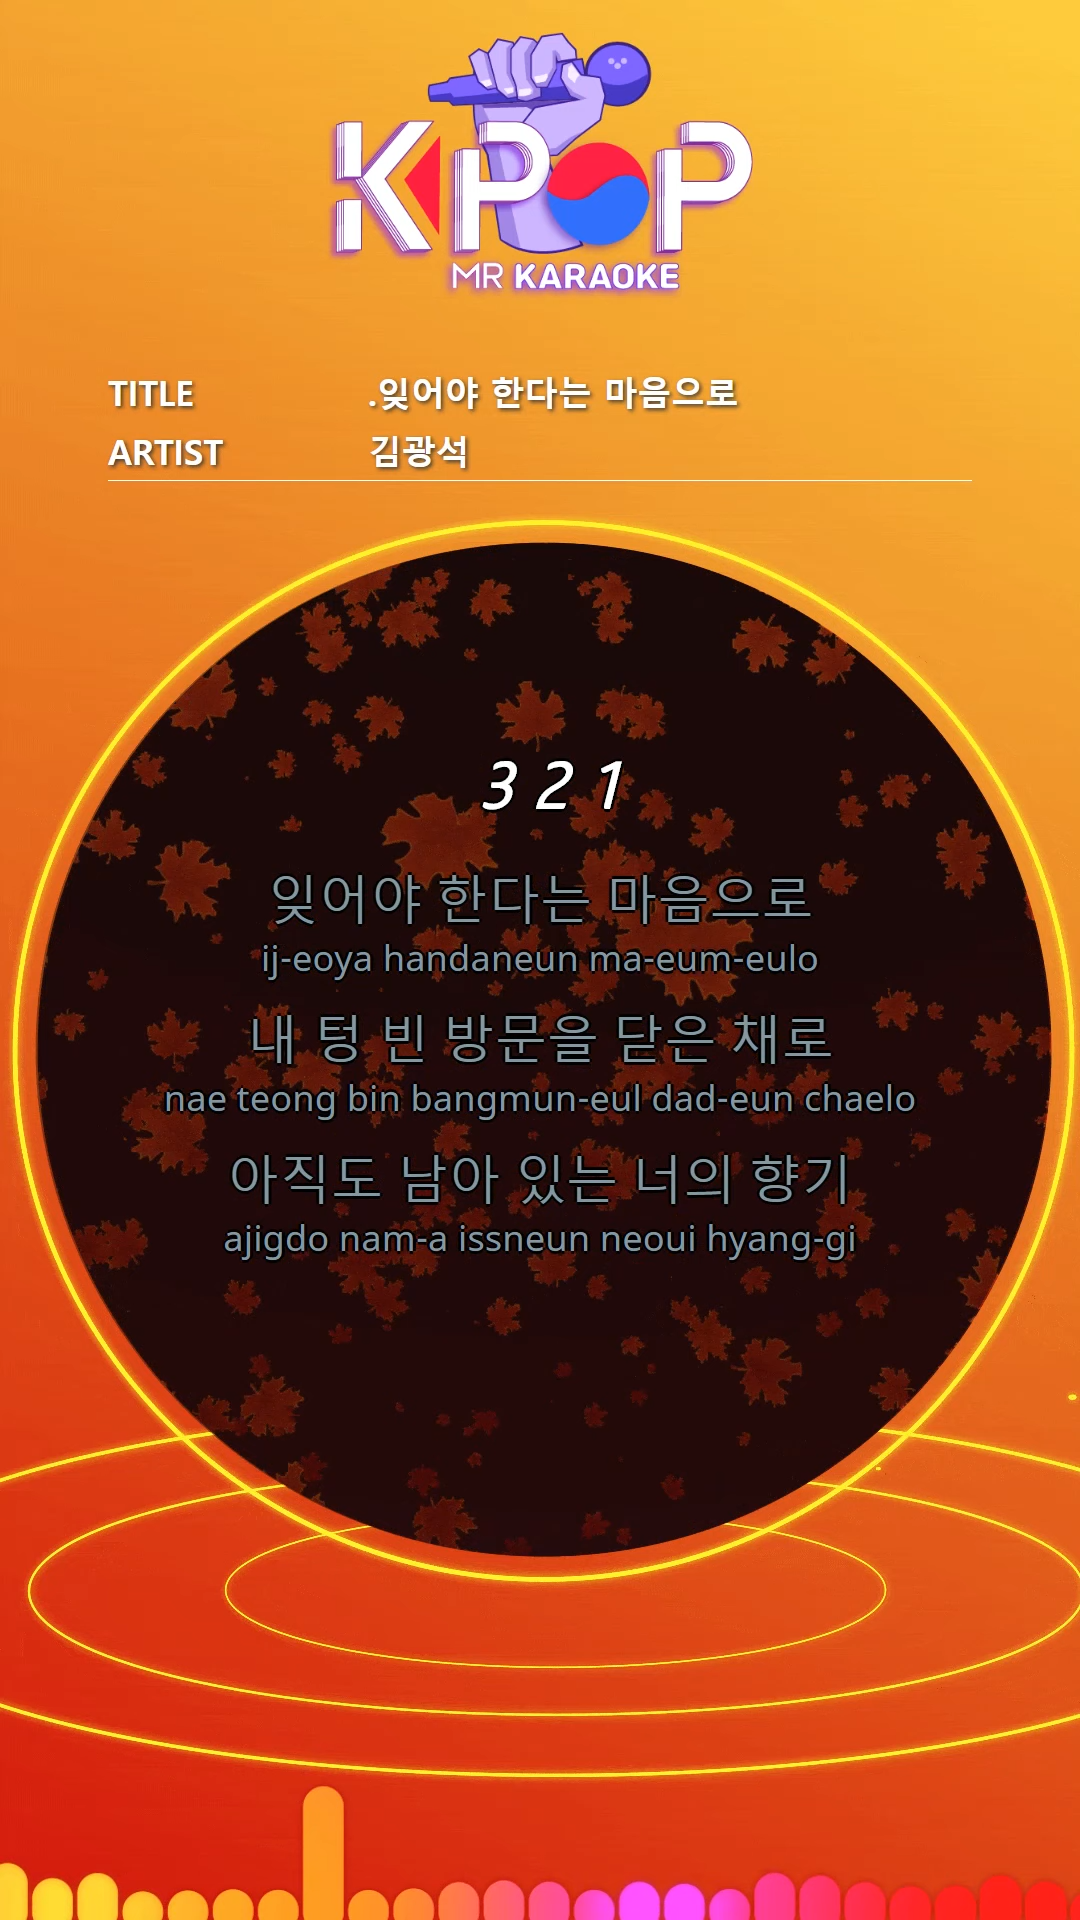 KPOP
MR KARAOKE
TITLE .잊어야 한다는 마음으로
ARTIST 김광석
3 2 1
잊어야 한다는 마음으로
ij-eoya handaneun ma-eum-eulo
내 텅 빈 방문을 닫은 채로
nae teong bin bangmun-eul dad-eun chaelo
아직도 남아 있는 너의 향기
ajigdo nam-a issneun neoui hyang-gi